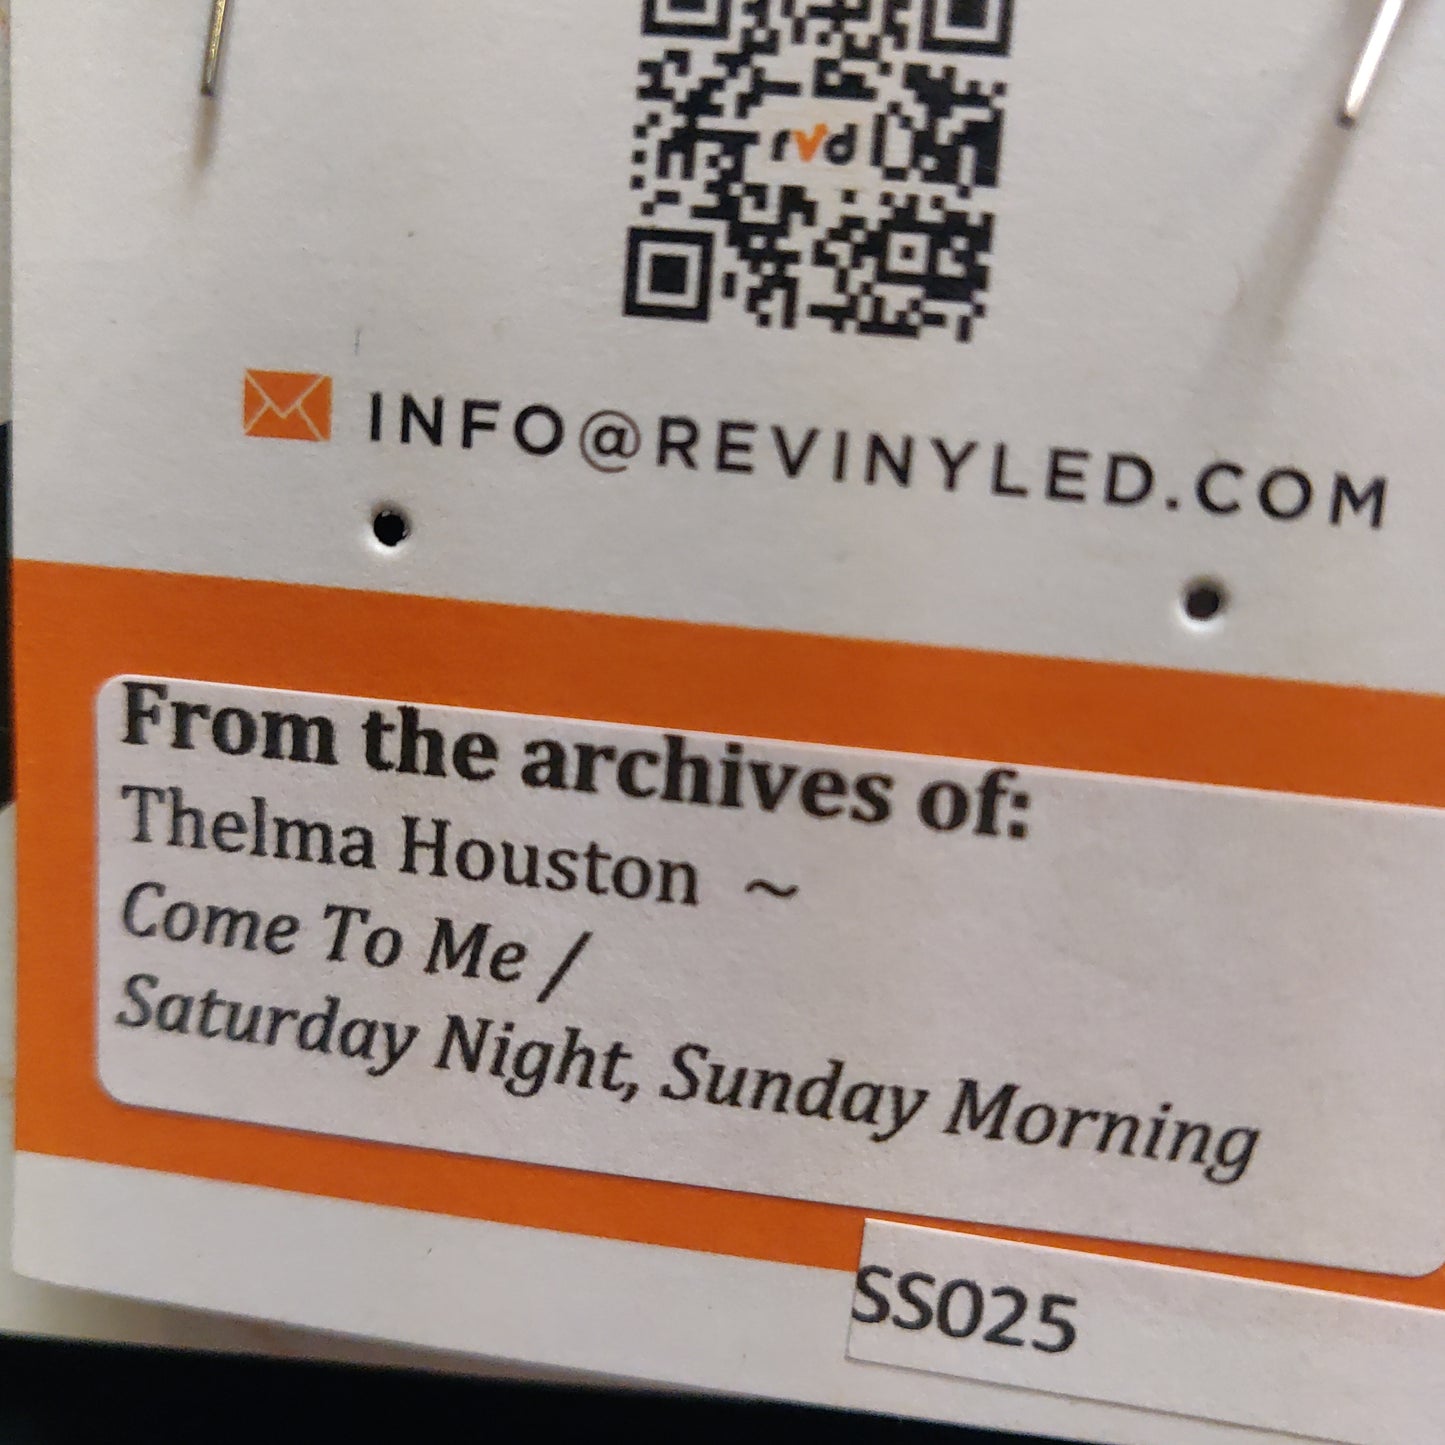 rvd
INFO@REVINYLED.COM
From the archives of:
Thelma Houston ~
Come To Me /
Saturday Night, Sunday Morning
SS025